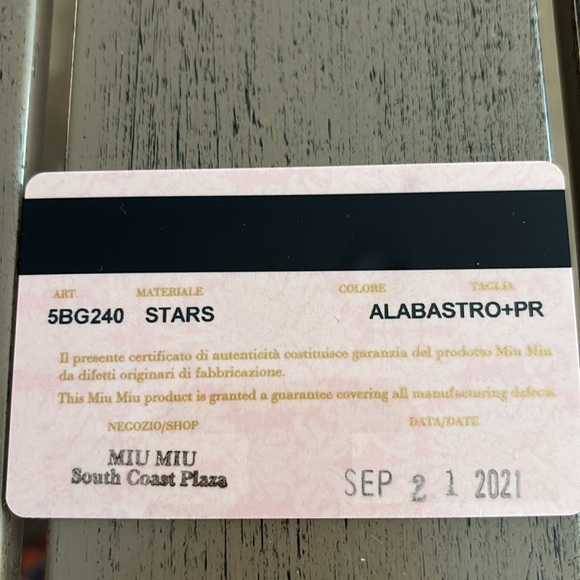 ART. MATERIALE COLORE TAGLIA
5BG240 STARS ALABASTRO+PR
Il presente certificato di autenticità costituisce garanzia del prodotto Miu Miu
da difetti originari di fabbricazione.
This Miu Miu product is granted a guarantee covering all manufacturing defects.
NEGOZIO/SHOP DATA/DATE
MIU MIU
South Coast Plaza
SEP 21 2021